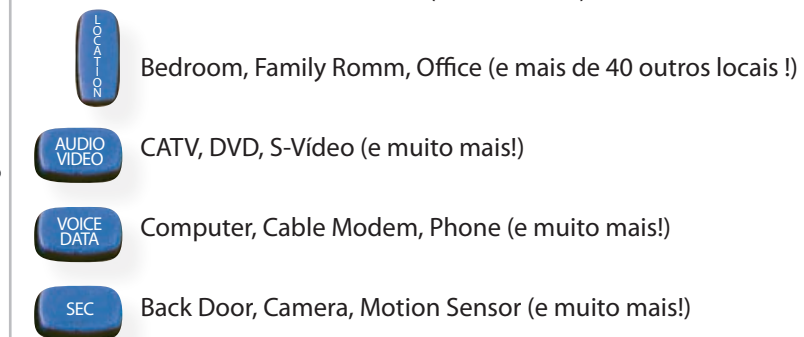 LOCATION
Bedroom, Family Romm, Office (e mais de 40 outros locais !)
AUDIO
VIDEO
CATV, DVD, S-Vídeo (e muito mais!)
VOICE
DATA
Computer, Cable Modem, Phone (e muito mais!)
SEC
Back Door, Camera, Motion Sensor (e muito mais!)